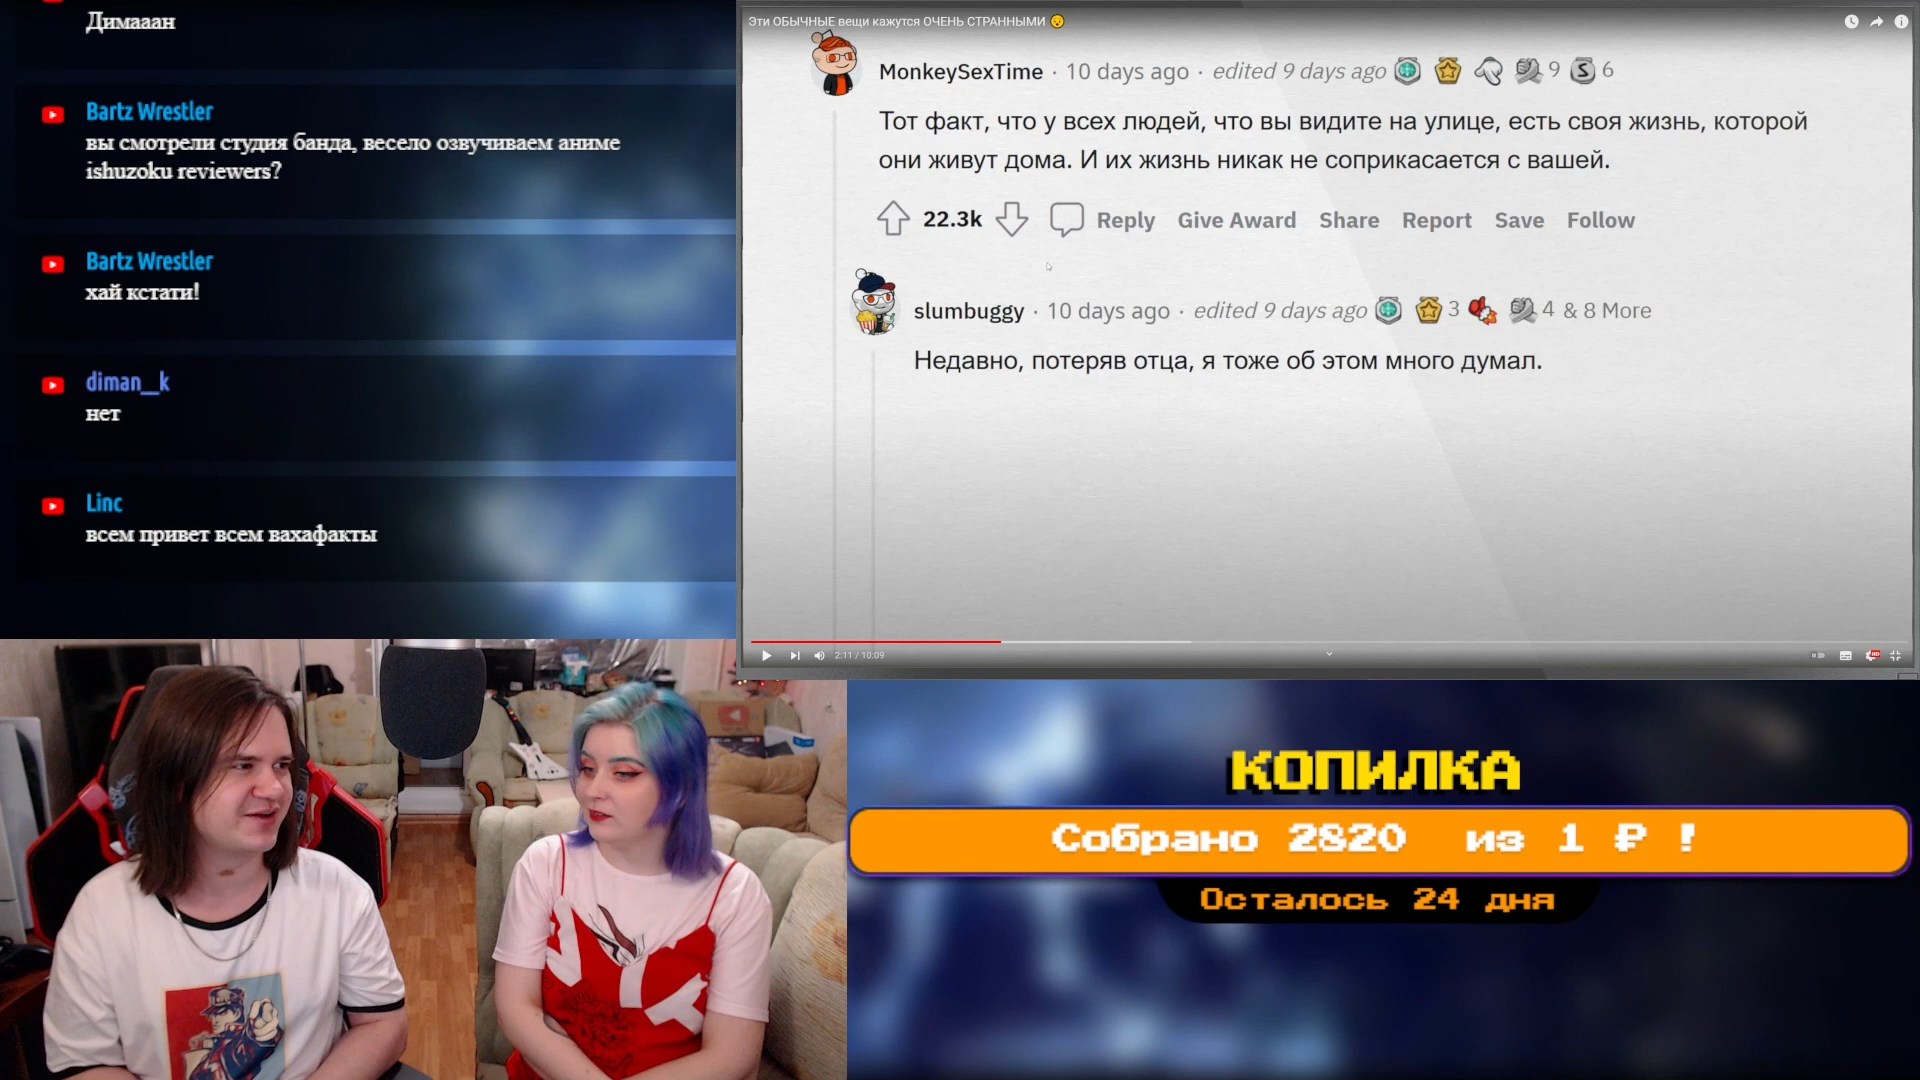 Димааан
Bartz Wrestler
вы смотрели студия банда, весело озвучиваем аниме
ishuzoku reviewers?
Bartz Wrestler
хай кстати!
diman__k
нет
Linc
всем привет всем вахафакты
Эти ОБЫЧНЫЕ вещи кажутся ОЧЕНЬ СТРАННЫМИ
MonkeySexTime · 10 days ago · edited 9 days ago 9 6
Тот факт, что у всех людей, что вы видите на улице, есть своя жизнь, которой
они живут дома. И их жизнь никак не соприкасается с вашей.
22.3k Reply Give Award Share Report Save Follow
slumbuggy · 10 days ago · edited 9 days ago 3 4 & 8 More
Недавно, потеряв отца, я тоже об этом много думал.
2:11 / 10:09
HD
КОПИЛКА
Собрано 2820 из 1 ₽ !
Осталось 24 дня